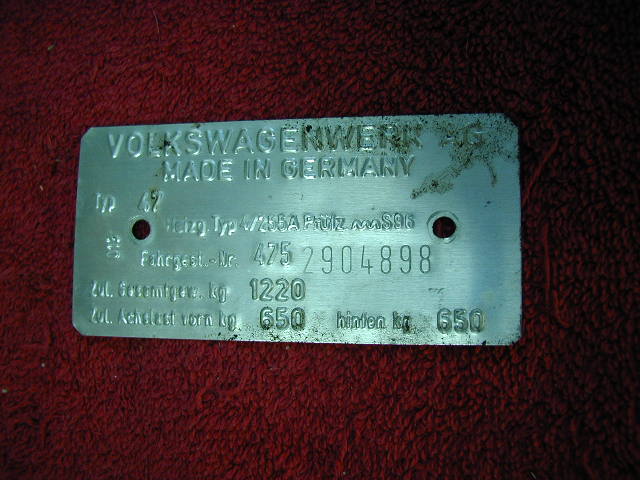 VOLKSWAGENWERK AG
MADE IN GERMANY
Typ 47
Heizg. Typ 4/255A Prüfz. S96
Fahrgest.-Nr. 475 2904898
Zul. Gesamtgew. kg 1220
Zul. Achslast vorn kg 650 hinten kg 650